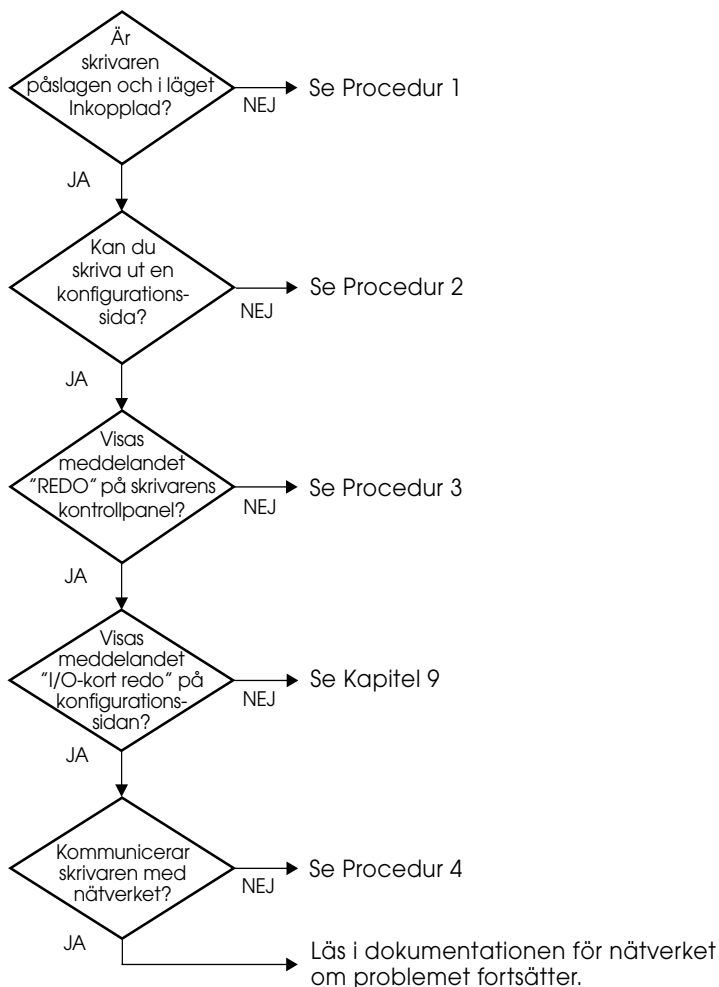 Är
skrivaren
påslagen och i läget
Inkopplad?
NEJ
Se Procedur 1
JA
Kan du
skriva ut en
konfigurations-
sida?
NEJ
Se Procedur 2
JA
Visas
meddelandet
"REDO" på skrivarens
kontrollpanel?
NEJ
Se Procedur 3
JA
Visas
meddelandet
"I/O-kort redo" på
konfigurations-
sidan?
NEJ
Se Kapitel 9
JA
Kommunicerar
skrivaren med
nätverket?
NEJ
Se Procedur 4
JA
Läs i dokumentationen för nätverket
om problemet fortsätter.